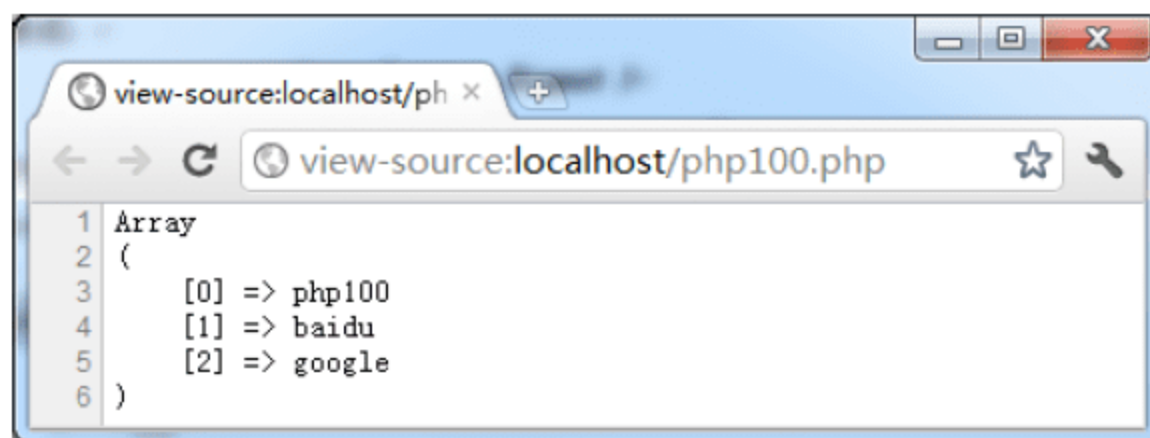 view-source:localhost/ph
view-source:localhost/php100.php
1 Array
2 (
3     [0] => php100
4     [1] => baidu
5     [2] => google
6 )